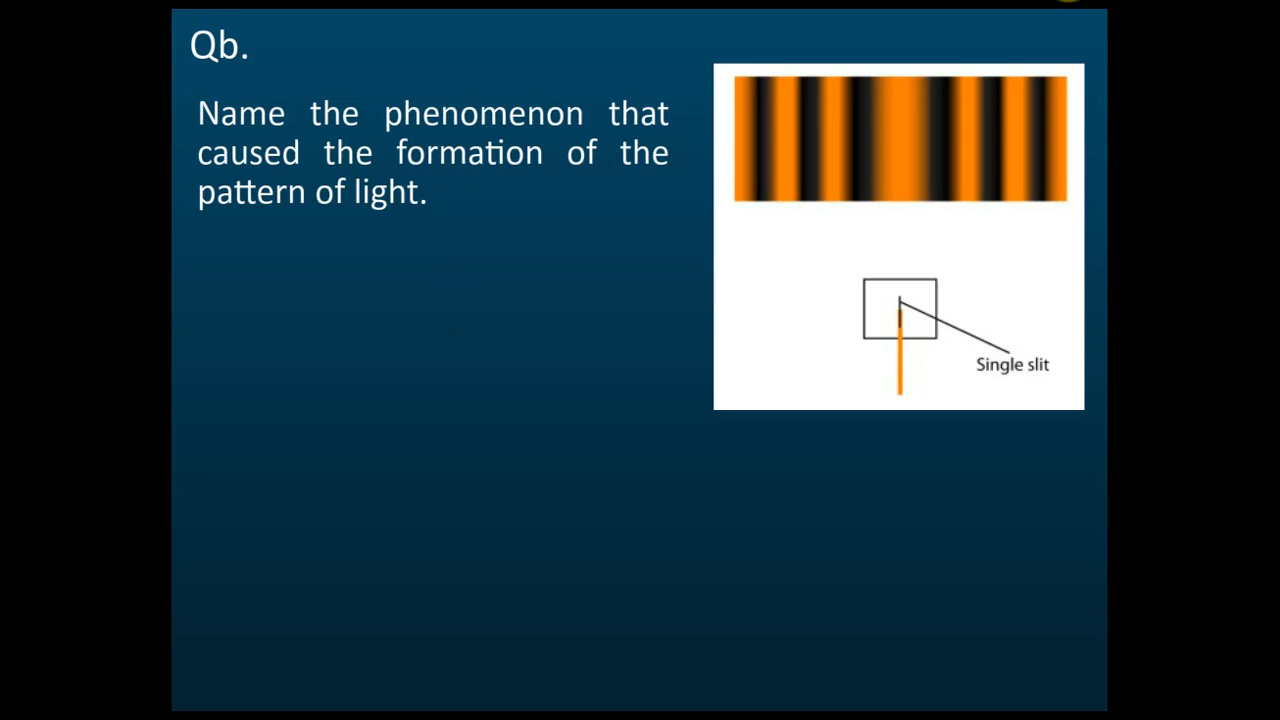 Qb.
Name the phenomenon that
caused the formation of the
pattern of light.
Single slit